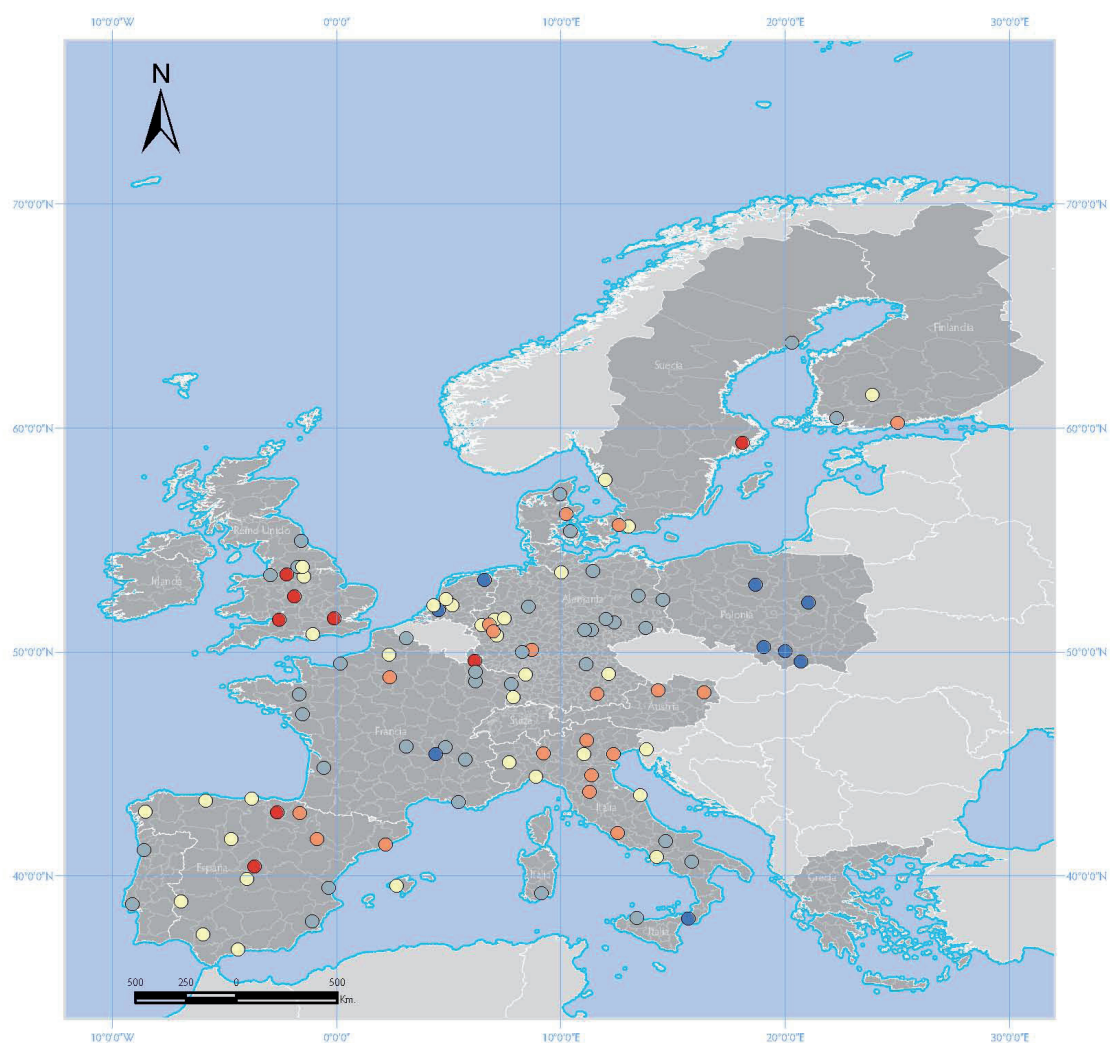 10°0'0"W 0°0'0"E 10°0'0"E 20°0'0"E 30°0'0"E
N
70°0'0"N 70°0'0"N
Finlandia
Suecia
60°0'0"N 60°0'0"N
Reino Unido
Irlanda
Alemania
Polonia
50°0'0"N 50°0'0"N
Austria
Suiza
Francia
Italia
España
Italia
Grecia
40°0'0"N 40°0'0"N
Italia
500 250 0 500
Km.
10°0'0"W 0°0'0"E 10°0'0"E 20°0'0"E 30°0'0"E